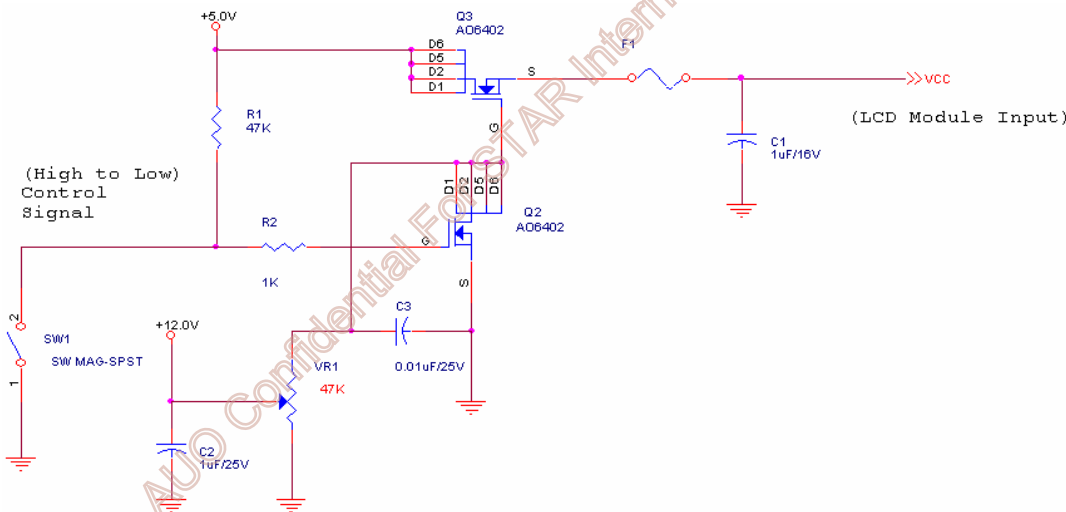 +5.0V
Q3
AO6402
F1
D6
D5
D2
D1
S
G
VCC
(LCD Module Input)
R1
47K
C1
1uF/16V
(High to Low)
Control
Signal
D1
D2
D5
D6
Q2
AO6402
R2
1K
G
S
2
SW1
SW MAG-SPST
1
+12.0V
C3
0.01uF/25V
VR1
47K
C2
1uF/25V
AUO Confidential For STAR Intern